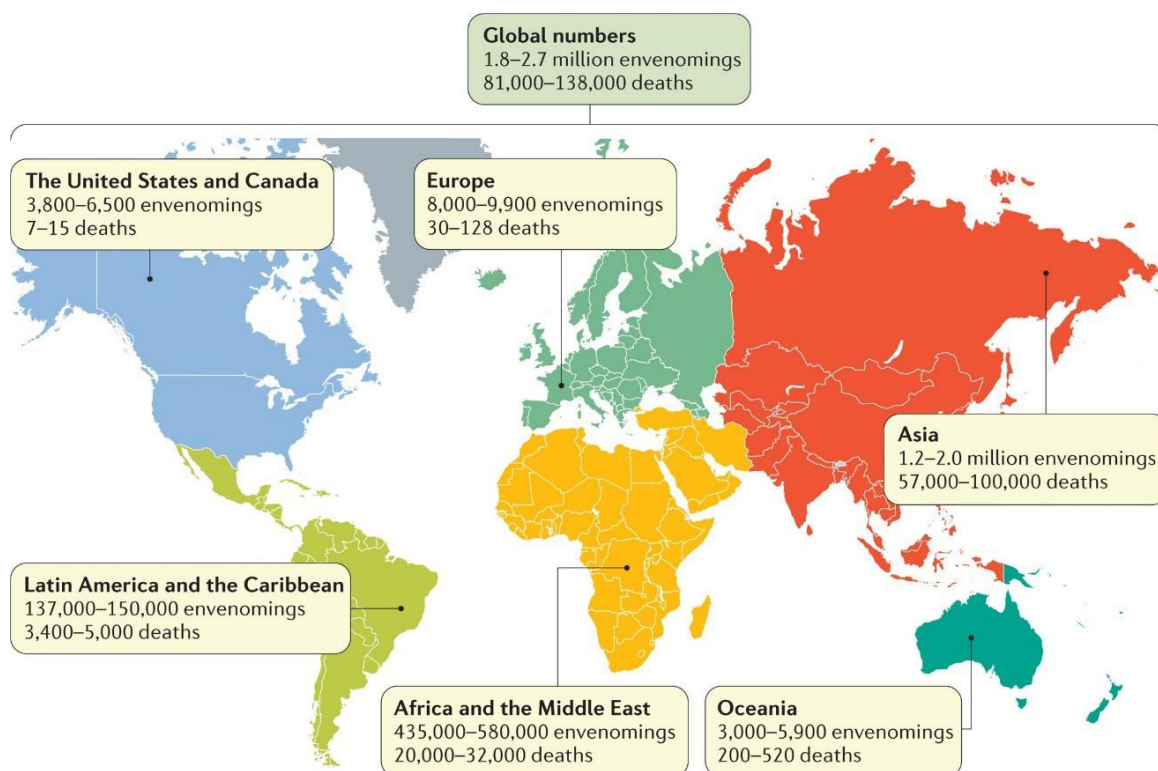 Global numbers
1.8–2.7 million envenomings
81,000–138,000 deaths
The United States and Canada
3,800–6,500 envenomings
7–15 deaths
Europe
8,000–9,900 envenomings
30–128 deaths
Asia
1.2–2.0 million envenomings
57,000–100,000 deaths
Latin America and the Caribbean
137,000–150,000 envenomings
3,400–5,000 deaths
Africa and the Middle East
435,000–580,000 envenomings
20,000–32,000 deaths
Oceania
3,000–5,900 envenomings
200–520 deaths